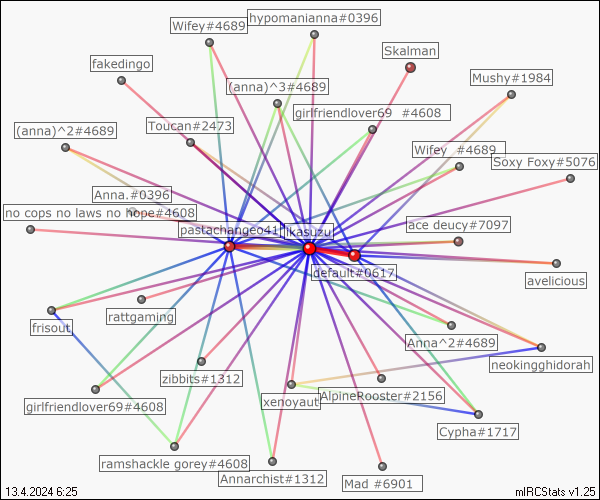 hypomanianna#0396
Wifey#4689
Skalman
fakedingo
Mushy#1984
(anna)^3#4689
girlfriendlover69 #4608
Toucan#2473
(anna)^2#4689
Wifey #4689
Soxy Foxy#5076
Anna.#0396
no cops no laws no hope#4608
ace deucy#7097
pastachangeo41
jikasuzu
default#0617
avelicious
rattgaming
frisout
Anna^2#4689
neokingghidorah
zibbits#1312
AlpineRooster#2156
xenoyaut
girlfriendlover69#4608
Cypha#1717
ramshackle gorey#4608
Annarchist#1312
Mad #6901
13.4.2024 6:25
mIRCStats v1.25